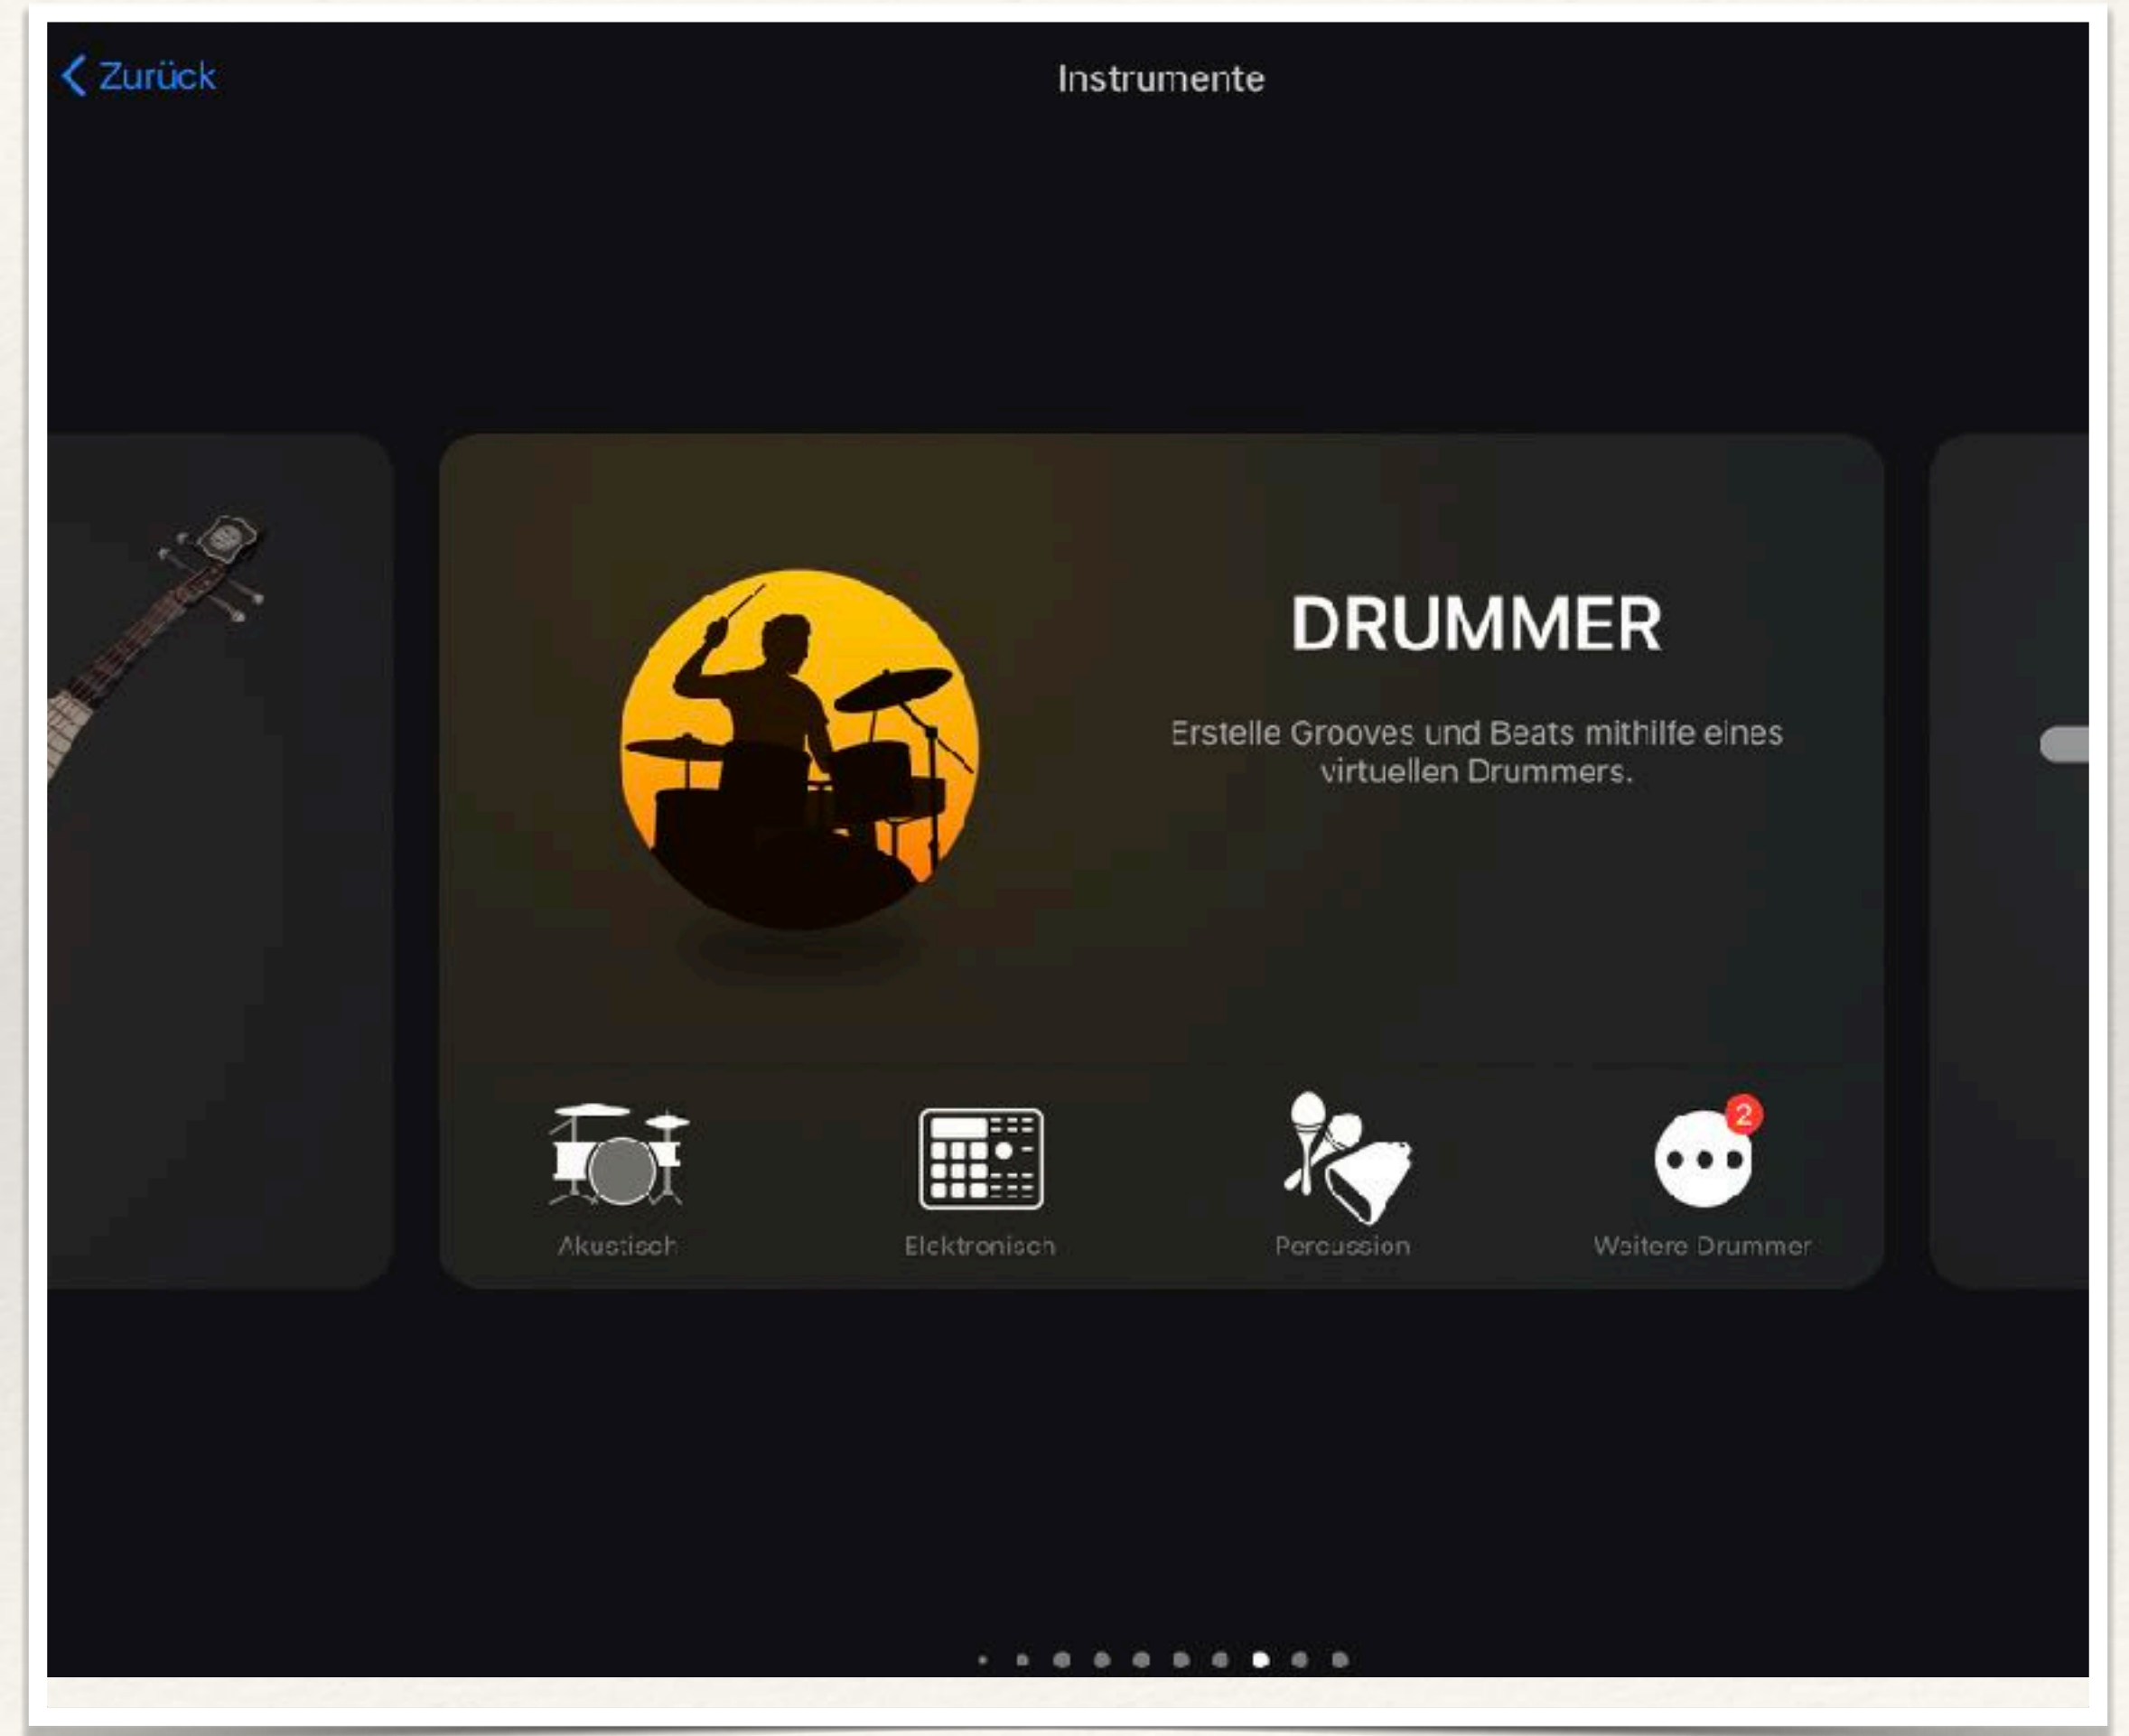 Zurück
Instrumente
DRUMMER
Erstelle Grooves und Beats mithilfe eines
virtuellen Drummers.
2
Akustisch
Elektronisch
Percussion
Weitere Drummer